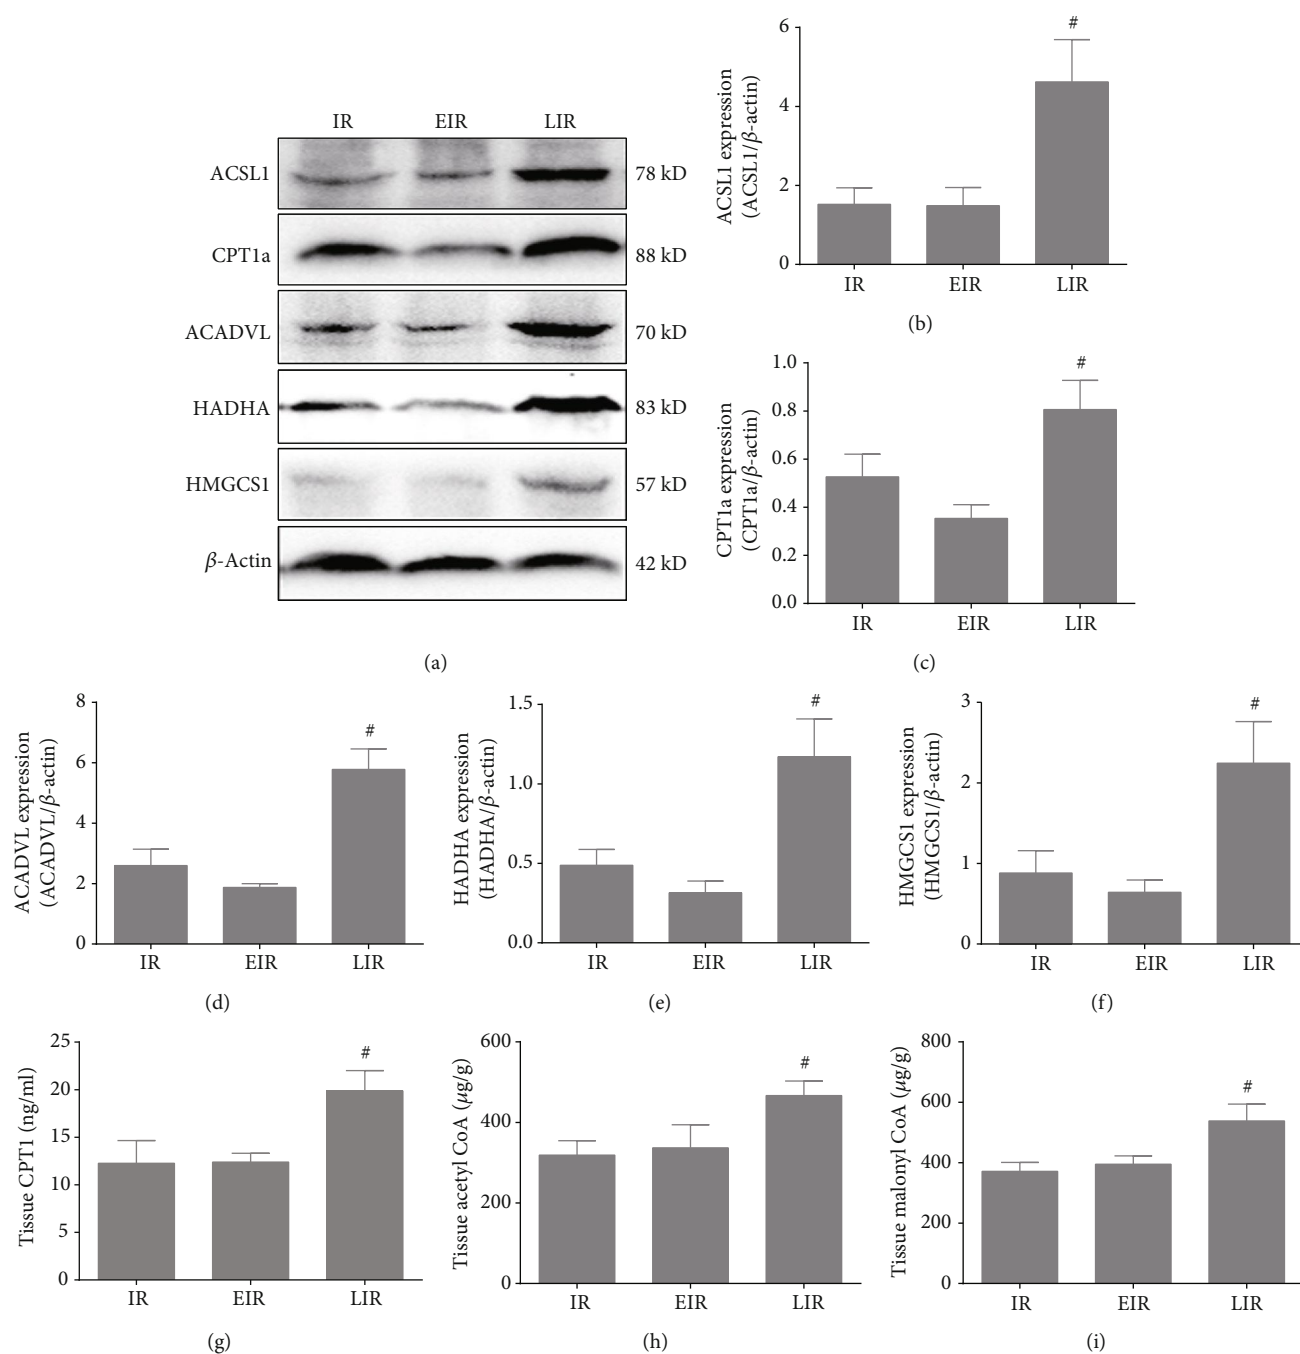 IR EIR LIR
ACSL1 78 kD
CPT1a 88 kD
ACADVL 70 kD
HADHA 83 kD
HMGCS1 57 kD
β-Actin 42 kD
(a)
ACSL1 expression
(ACSL1/β-actin)
6
4
2
0
#
IR EIR LIR
(b)
CPT1a expression
(CPT1a/β-actin)
1.0
0.8
0.6
0.4
0.2
0.0
#
IR EIR LIR
(c)
ACADVL expression
(ACADVL/β-actin)
8
6
4
2
0
#
IR EIR LIR
(d)
HADHA expression
(HADHA/β-actin)
1.5
1.0
0.5
0.0
#
IR EIR LIR
(e)
HMGCS1 expression
(HMGCS1/β-actin)
3
2
1
0
#
IR EIR LIR
(f)
Tissue CPT1 (ng/ml)
25
20
15
10
5
0
#
IR EIR LIR
(g)
Tissue acetyl CoA (μg/g)
600
400
200
0
#
IR EIR LIR
(h)
Tissue malonyl CoA (μg/g)
800
600
400
200
0
#
IR EIR LIR
(i)